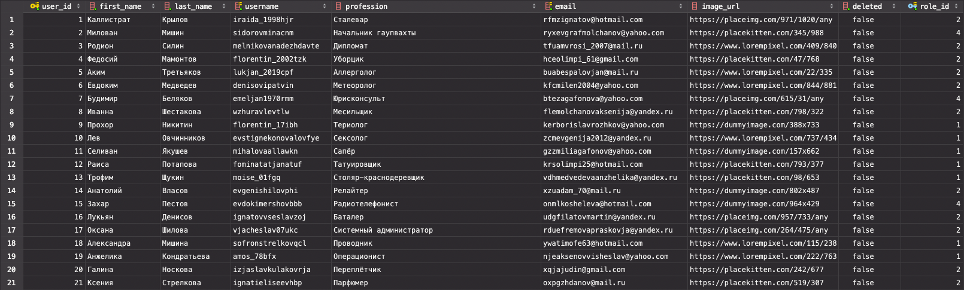 user_id first_name last_name username profession email image_url deleted role_id
1 1 Каллистрат Крылов iraida_1998hjr Сталевар rfmzignatov@hotmail.com https://placeimg.com/971/1020/any false 2
2 2 Милован Мишин sidorovminacnm Начальник гаупвахты ryxevgrafmolchanov@yahoo.com https://placekitten.com/345/988 false 4
3 3 Родион Силин melnikovanadezhdavte Дипломат tfuamvrosi_2007@mail.ru https://www.lorempixel.com/409/840 false 2
4 4 Федосий Мамонтов florentin_2002tzk Уборщик hceolimpi_61@gmail.com https://placekitten.com/47/768 false 2
5 5 Аким Третьяков lukjan_2019cpf Аллерголог buabespalovjan@mail.ru https://www.lorempixel.com/22/335 false 2
6 6 Евдоким Медведев denisovipatvin Метеоролог kfcmilen2004@yahoo.com https://www.lorempixel.com/844/881 false 2
7 7 Будимир Беляков emeljan1970rmm Юрисконсульт btezagafonova@yahoo.com https://placeimg.com/615/31/any false 4
8 8 Иванна Шестакова wzhuravlevtlw Месильщик flemolchanovaksenija@yandex.ru https://placekitten.com/798/322 false 2
9 9 Прохор Никитин florentin_17ibh Териолог kerborislavrozhkov@yahoo.com https://dummyimage.com/388x733 false 1
10 10 Лев Овчинников evstignekonovalovfye Сексолог zcmevgenija2012@yandex.ru https://www.lorempixel.com/737/434 false 1
11 11 Селиван Якушев mihalovaallawkn Сапёр gzzmiliagafonov@yahoo.com https://dummyimage.com/157x662 false 1
12 12 Раиса Потапова fominatatjanatuf Татуировщик krsolimpi25@hotmail.com https://placekitten.com/793/377 false 1
13 13 Трофим Щукин moise_01fgq Столяр-краснодеревщик vdhmedvedevaanzhelika@yandex.ru https://placekitten.com/98/653 false 1
14 14 Анатолий Власов evgenishilovphi Релайтер xzuadam_70@mail.ru https://dummyimage.com/802x487 false 2
15 15 Захар Пестов evdokimershovbbb Радиотелефонист onmlkosheleva@hotmail.com https://dummyimage.com/964x429 false 4
16 16 Лукьян Денисов ignatovvseslavzoj Баталер udgfilatovmartin@yandex.ru https://placeimg.com/957/733/any false 2
17 17 Оксана Шилова vjacheslav07ukc Системный администратор rduefremovapraskovja@yandex.ru https://placeimg.com/264/475/any false 2
18 18 Александра Мишина sofronstrelkovqcl Проводник ywatimofe63@hotmail.com https://www.lorempixel.com/115/238 false 1
19 19 Анжелика Кондратьева amos_78bfx Операционист njeaksenovvisheslav@yahoo.com https://www.lorempixel.com/222/763 false 1
20 20 Галина Носкова izjaslavkulakovrja Переплётчик xqjajudin@gmail.com https://placekitten.com/242/677 false 2
21 21 Ксения Стрелкова ignatieliseevhbp Парфюмер oxpgzhdanov@mail.ru https://placekitten.com/519/307 false 2